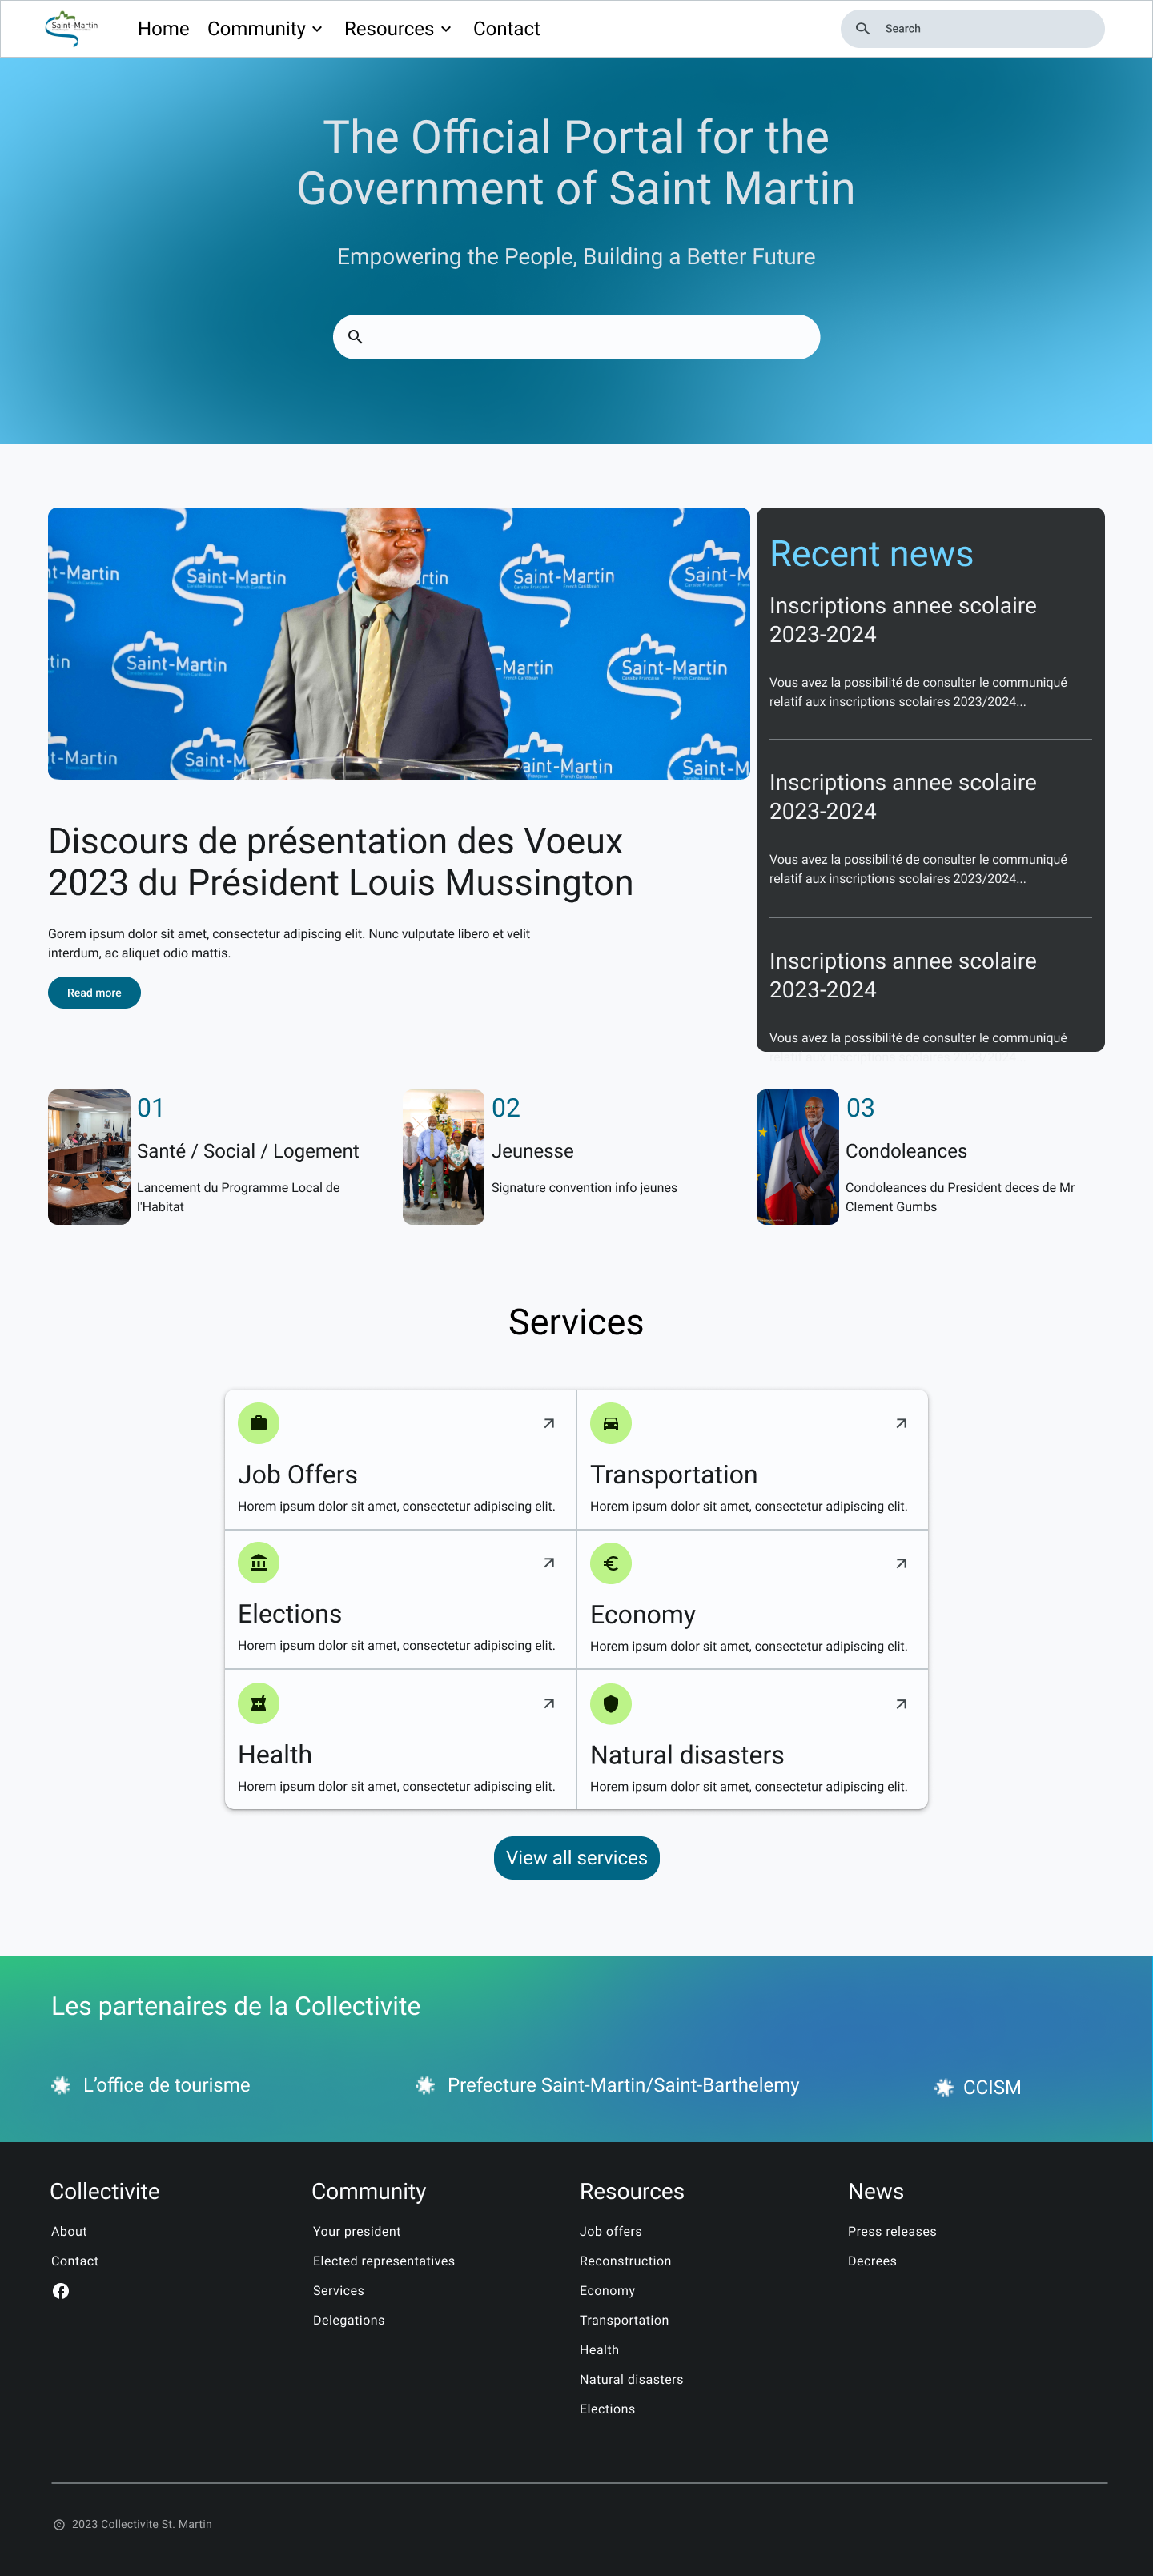 Saint-Martin
Home
Community
Resources
Contact
Search
The Official Portal for the
Government of Saint Martin
Empowering the People, Building a Better Future
Saint-Martin
Caraïbe Française
French Caribbean
Recent news
Inscriptions annee scolaire
2023-2024
Vous avez la possibilité de consulter le communiqué
relatif aux inscriptions scolaires 2023/2024...
Inscriptions annee scolaire
2023-2024
Vous avez la possibilité de consulter le communiqué
relatif aux inscriptions scolaires 2023/2024...
Inscriptions annee scolaire
2023-2024
Vous avez la possibilité de consulter le communiqué
relatif aux inscriptions scolaires 2023/2024...
Discours de présentation des Voeux
2023 du Président Louis Mussington
Gorem ipsum dolor sit amet, consectetur adipiscing elit. Nunc vulputate libero et velit
interdum, ac aliquet odio mattis.
Read more
01
Santé / Social / Logement
Lancement du Programme Local de
l'Habitat
02
Jeunesse
Signature convention info jeunes
03
Condoleances
Condoleances du President deces de Mr
Clement Gumbs
Services
Job Offers
Horem ipsum dolor sit amet, consectetur adipiscing elit.
Transportation
Horem ipsum dolor sit amet, consectetur adipiscing elit.
Elections
Horem ipsum dolor sit amet, consectetur adipiscing elit.
Economy
Horem ipsum dolor sit amet, consectetur adipiscing elit.
Health
Horem ipsum dolor sit amet, consectetur adipiscing elit.
Natural disasters
Horem ipsum dolor sit amet, consectetur adipiscing elit.
View all services
Les partenaires de la Collectivite
L’office de tourisme
Prefecture Saint-Martin/Saint-Barthelemy
CCISM
Collectivite
About
Contact
Community
Your president
Elected representatives
Services
Delegations
Resources
Job offers
Reconstruction
Economy
Transportation
Health
Natural disasters
Elections
News
Press releases
Decrees
© 2023 Collectivite St. Martin